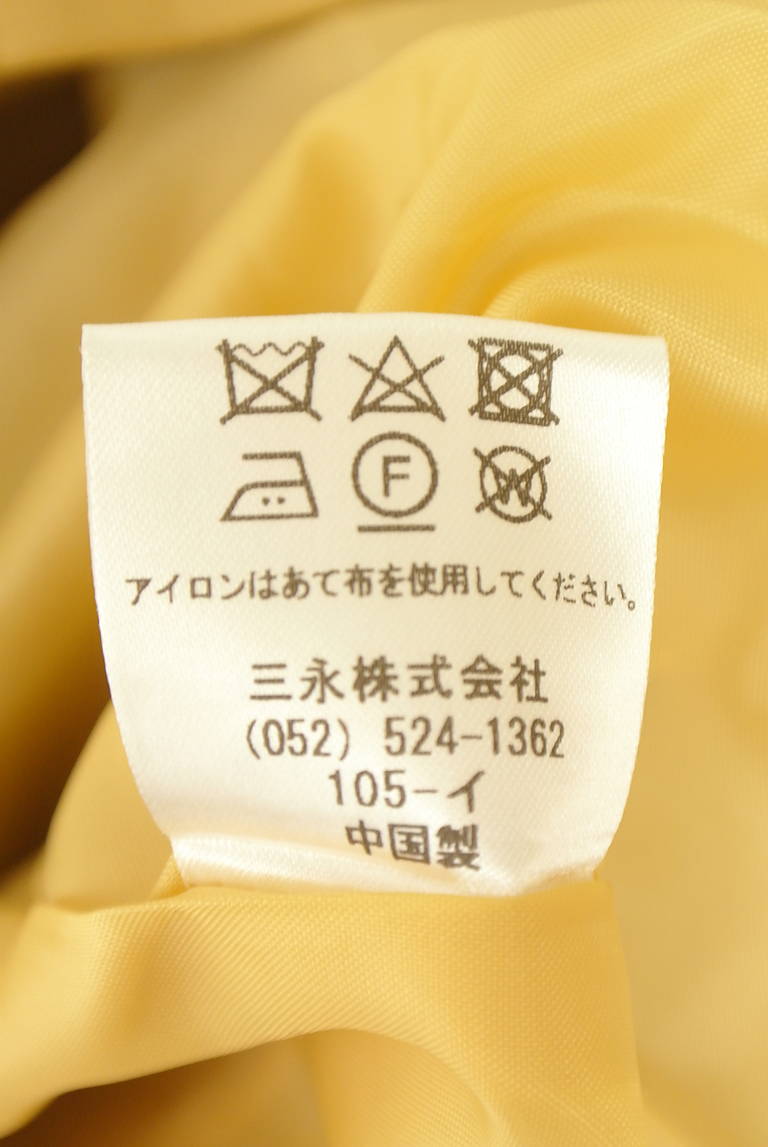 F W
アイロンはあて布を使用してください。
三永株式会社
(052) 524-1362
105-イ
中国製